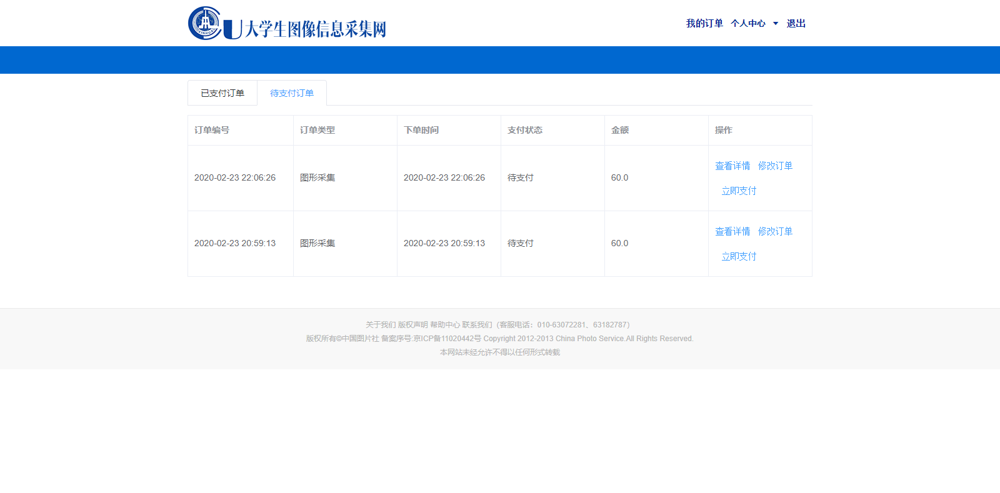 大学生图像信息采集网
我的订单 个人中心 退出
已支付订单 待支付订单
订单编号 订单类型 下单时间 支付状态 金额 操作
2020-02-23 22:06:26 图形采集 2020-02-23 22:06:26 待支付 60.0 查看详情 修改订单
立即支付
2020-02-23 20:59:13 图形采集 2020-02-23 20:59:13 待支付 60.0 查看详情 修改订单
立即支付
关于我们 版权声明 帮助中心 联系我们（客服电话：010-63072281、63182787）
版权所有©中国图片社 备案序号:京ICP备11020442号 Copyright 2012-2013 China Photo Service.All Rights Reserved.
本网站未经允许不得以任何形式转载